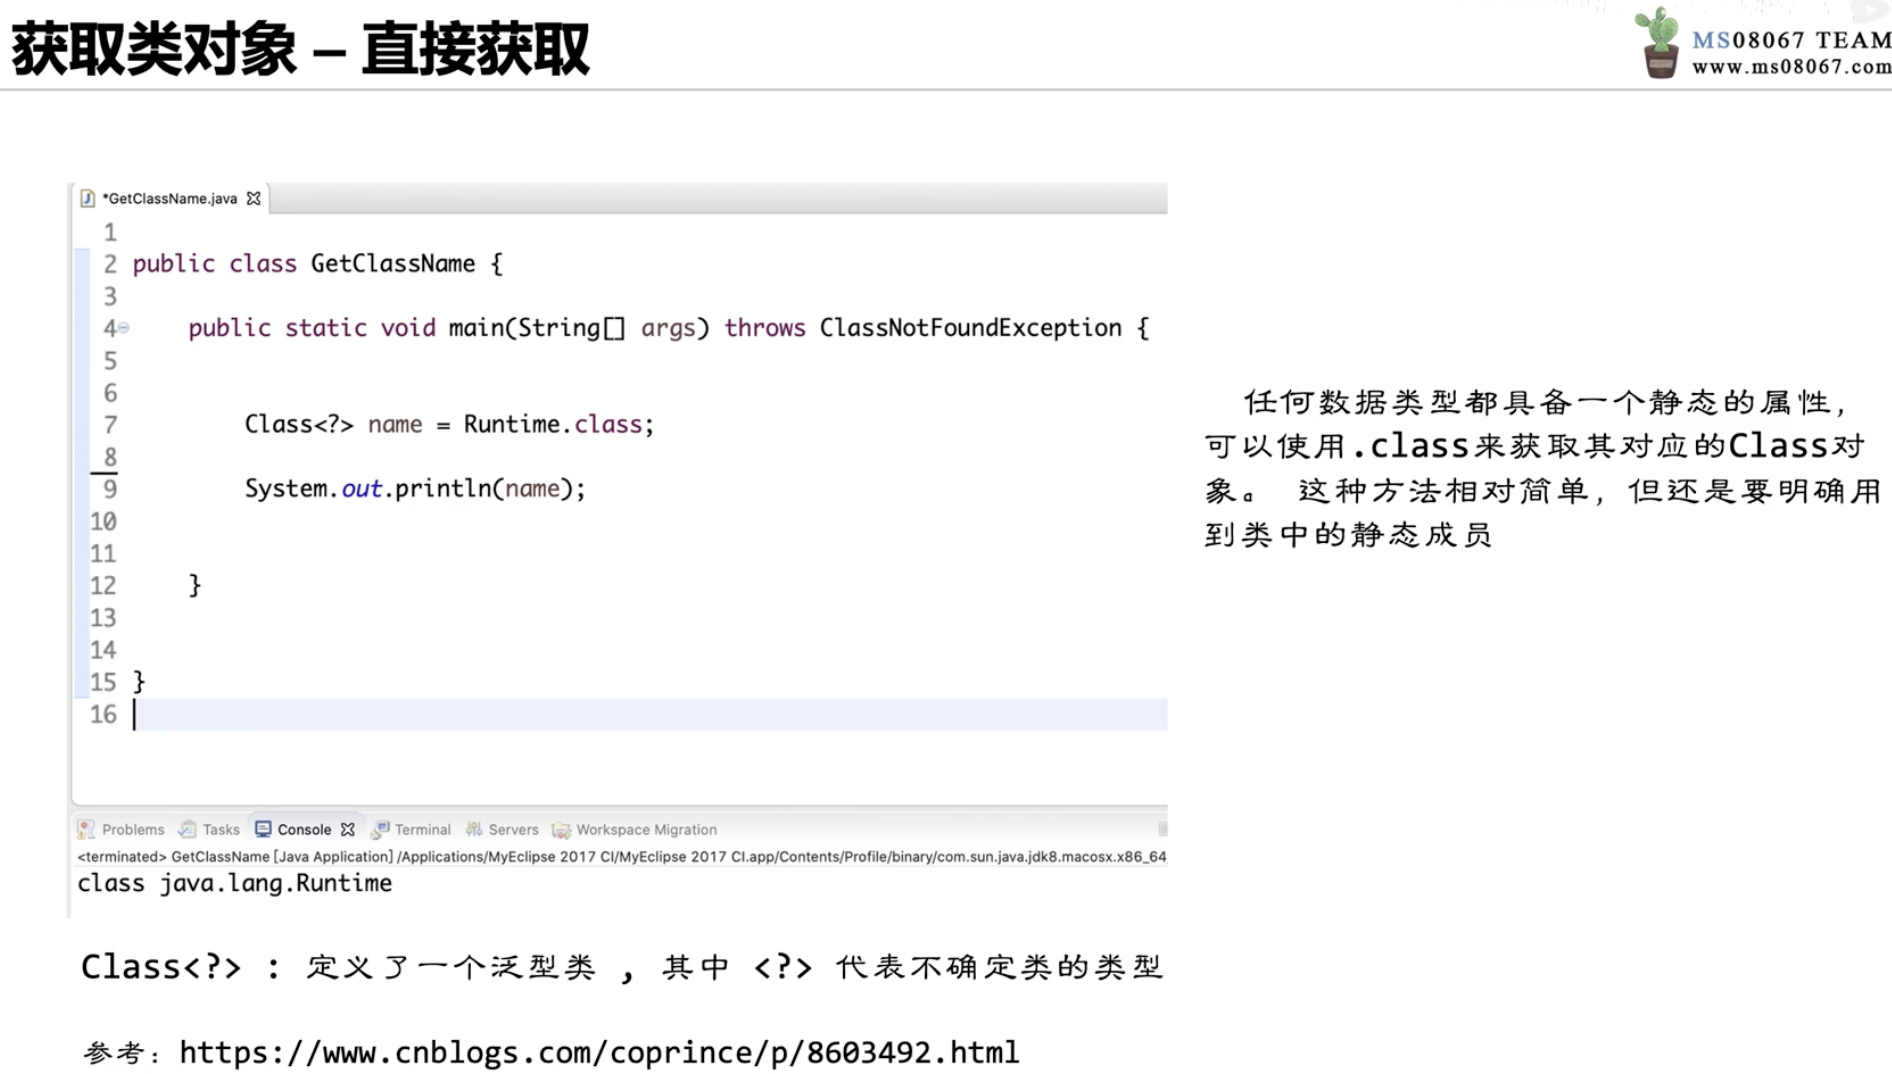 获取类对象 – 直接获取
MS08067 TEAM
www.ms08067.com
*GetClassName.java
1
2 public class GetClassName {
3
4 public static void main(String[] args) throws ClassNotFoundException {
5
6
7 Class<?> name = Runtime.class;
8
9 System.out.println(name);
10
11
12 }
13
14
15 }
16
任何数据类型都具备一个静态的属性，
可以使用.class来获取其对应的Class对
象。 这种方法相对简单，但还是要明确用
到类中的静态成员
Problems Tasks Console Terminal Servers Workspace Migration
<terminated> GetClassName [Java Application] /Applications/MyEclipse 2017 CI/MyEclipse 2017 CI.app/Contents/Profile/binary/com.sun.java.jdk8.macosx.x86_64
class java.lang.Runtime
Class<?> : 定义了一个泛型类 , 其中 <?> 代表不确定类的类型
参考：https://www.cnblogs.com/coprince/p/8603492.html